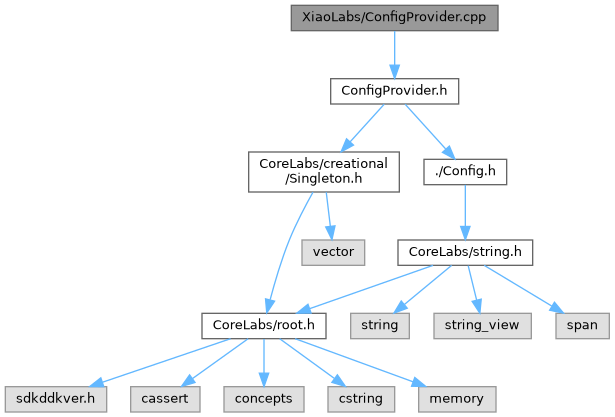 XiaoLabs/ConfigProvider.cpp
ConfigProvider.h
CoreLabs/creational
/Singleton.h
./Config.h
vector
CoreLabs/string.h
CoreLabs/root.h
string
string_view
span
sdkddkver.h
cassert
concepts
cstring
memory